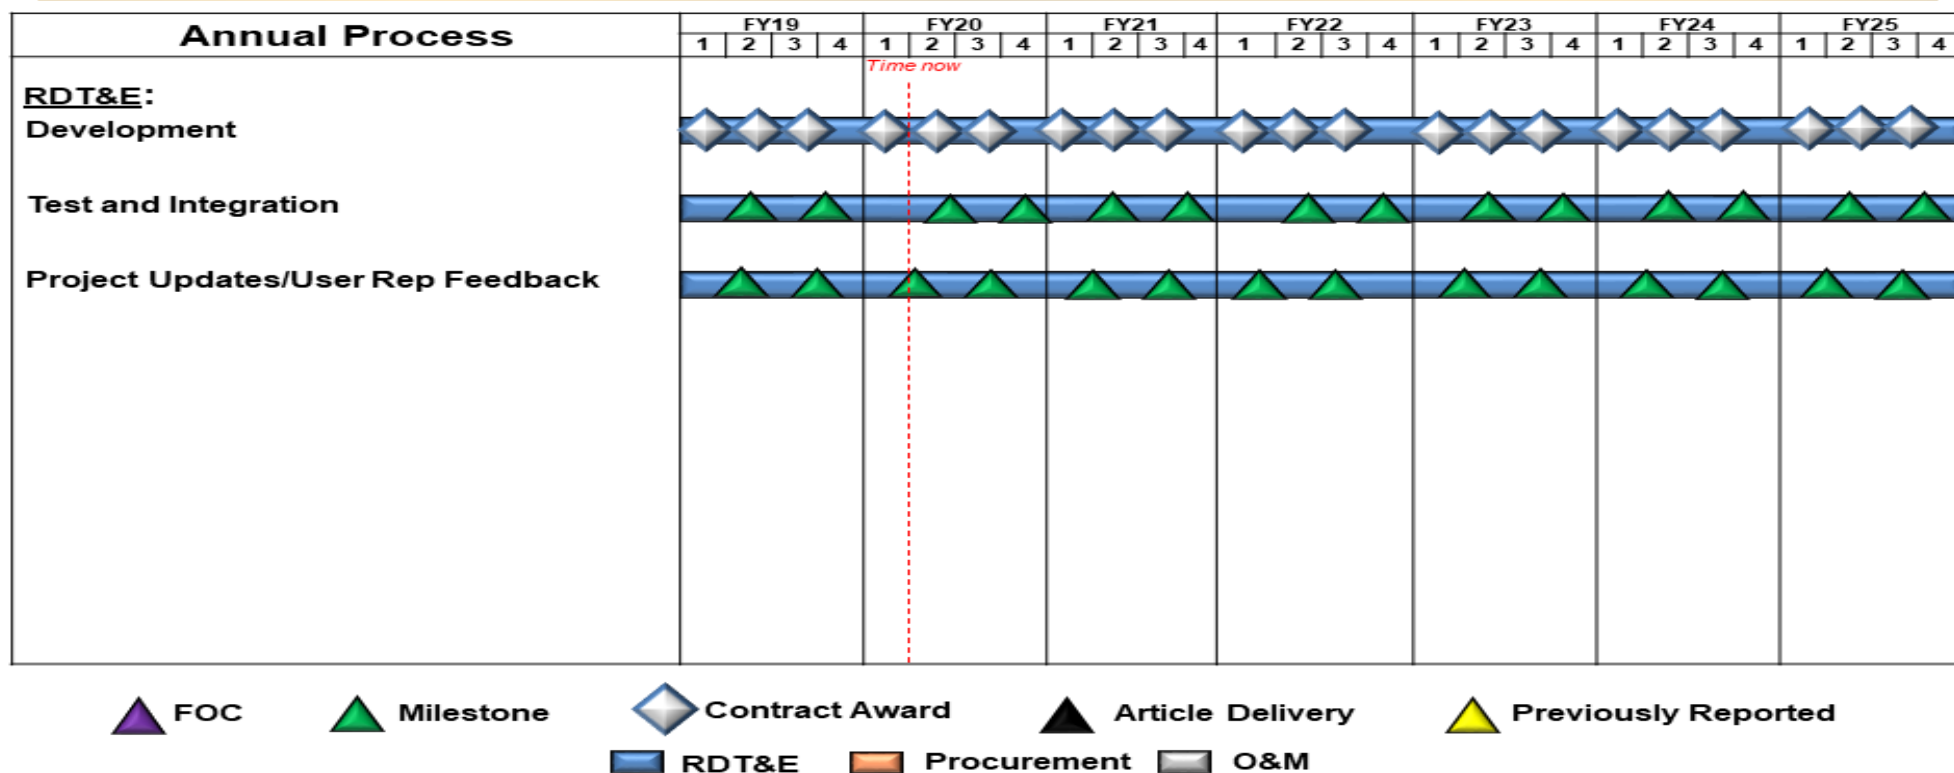 Annual Process
FY19 FY20 FY21 FY22 FY23 FY24 FY25
1 2 3 4 1 2 3 4 1 2 3 4 1 2 3 4 1 2 3 4 1 2 3 4 1 2 3 4
Time now
RDT&E:
Development
Test and Integration
Project Updates/User Rep Feedback
FOC Milestone Contract Award Article Delivery Previously Reported
RDT&E Procurement O&M